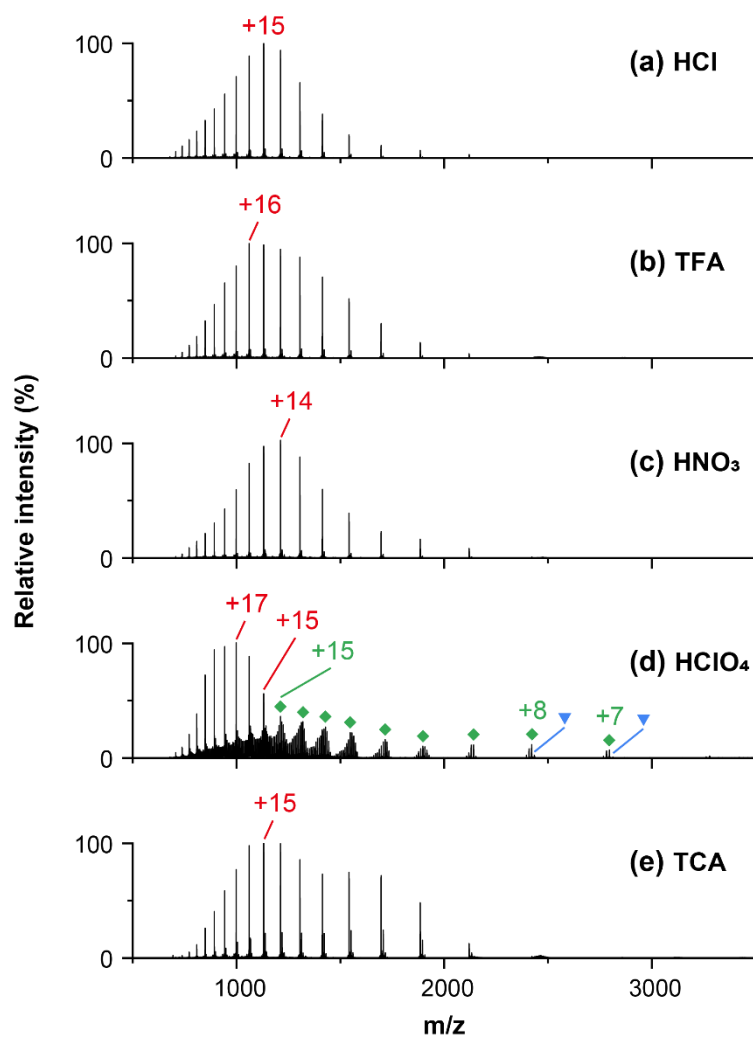 +15
100
(a) HCl
0
+16
100
(b) TFA
0
+14
100
(c) HNO₃
0
+17
+15
+15
100
(d) HClO₄
+8
+7
0
+15
100
(e) TCA
0
1000 2000 3000
m/z
Relative intensity (%)